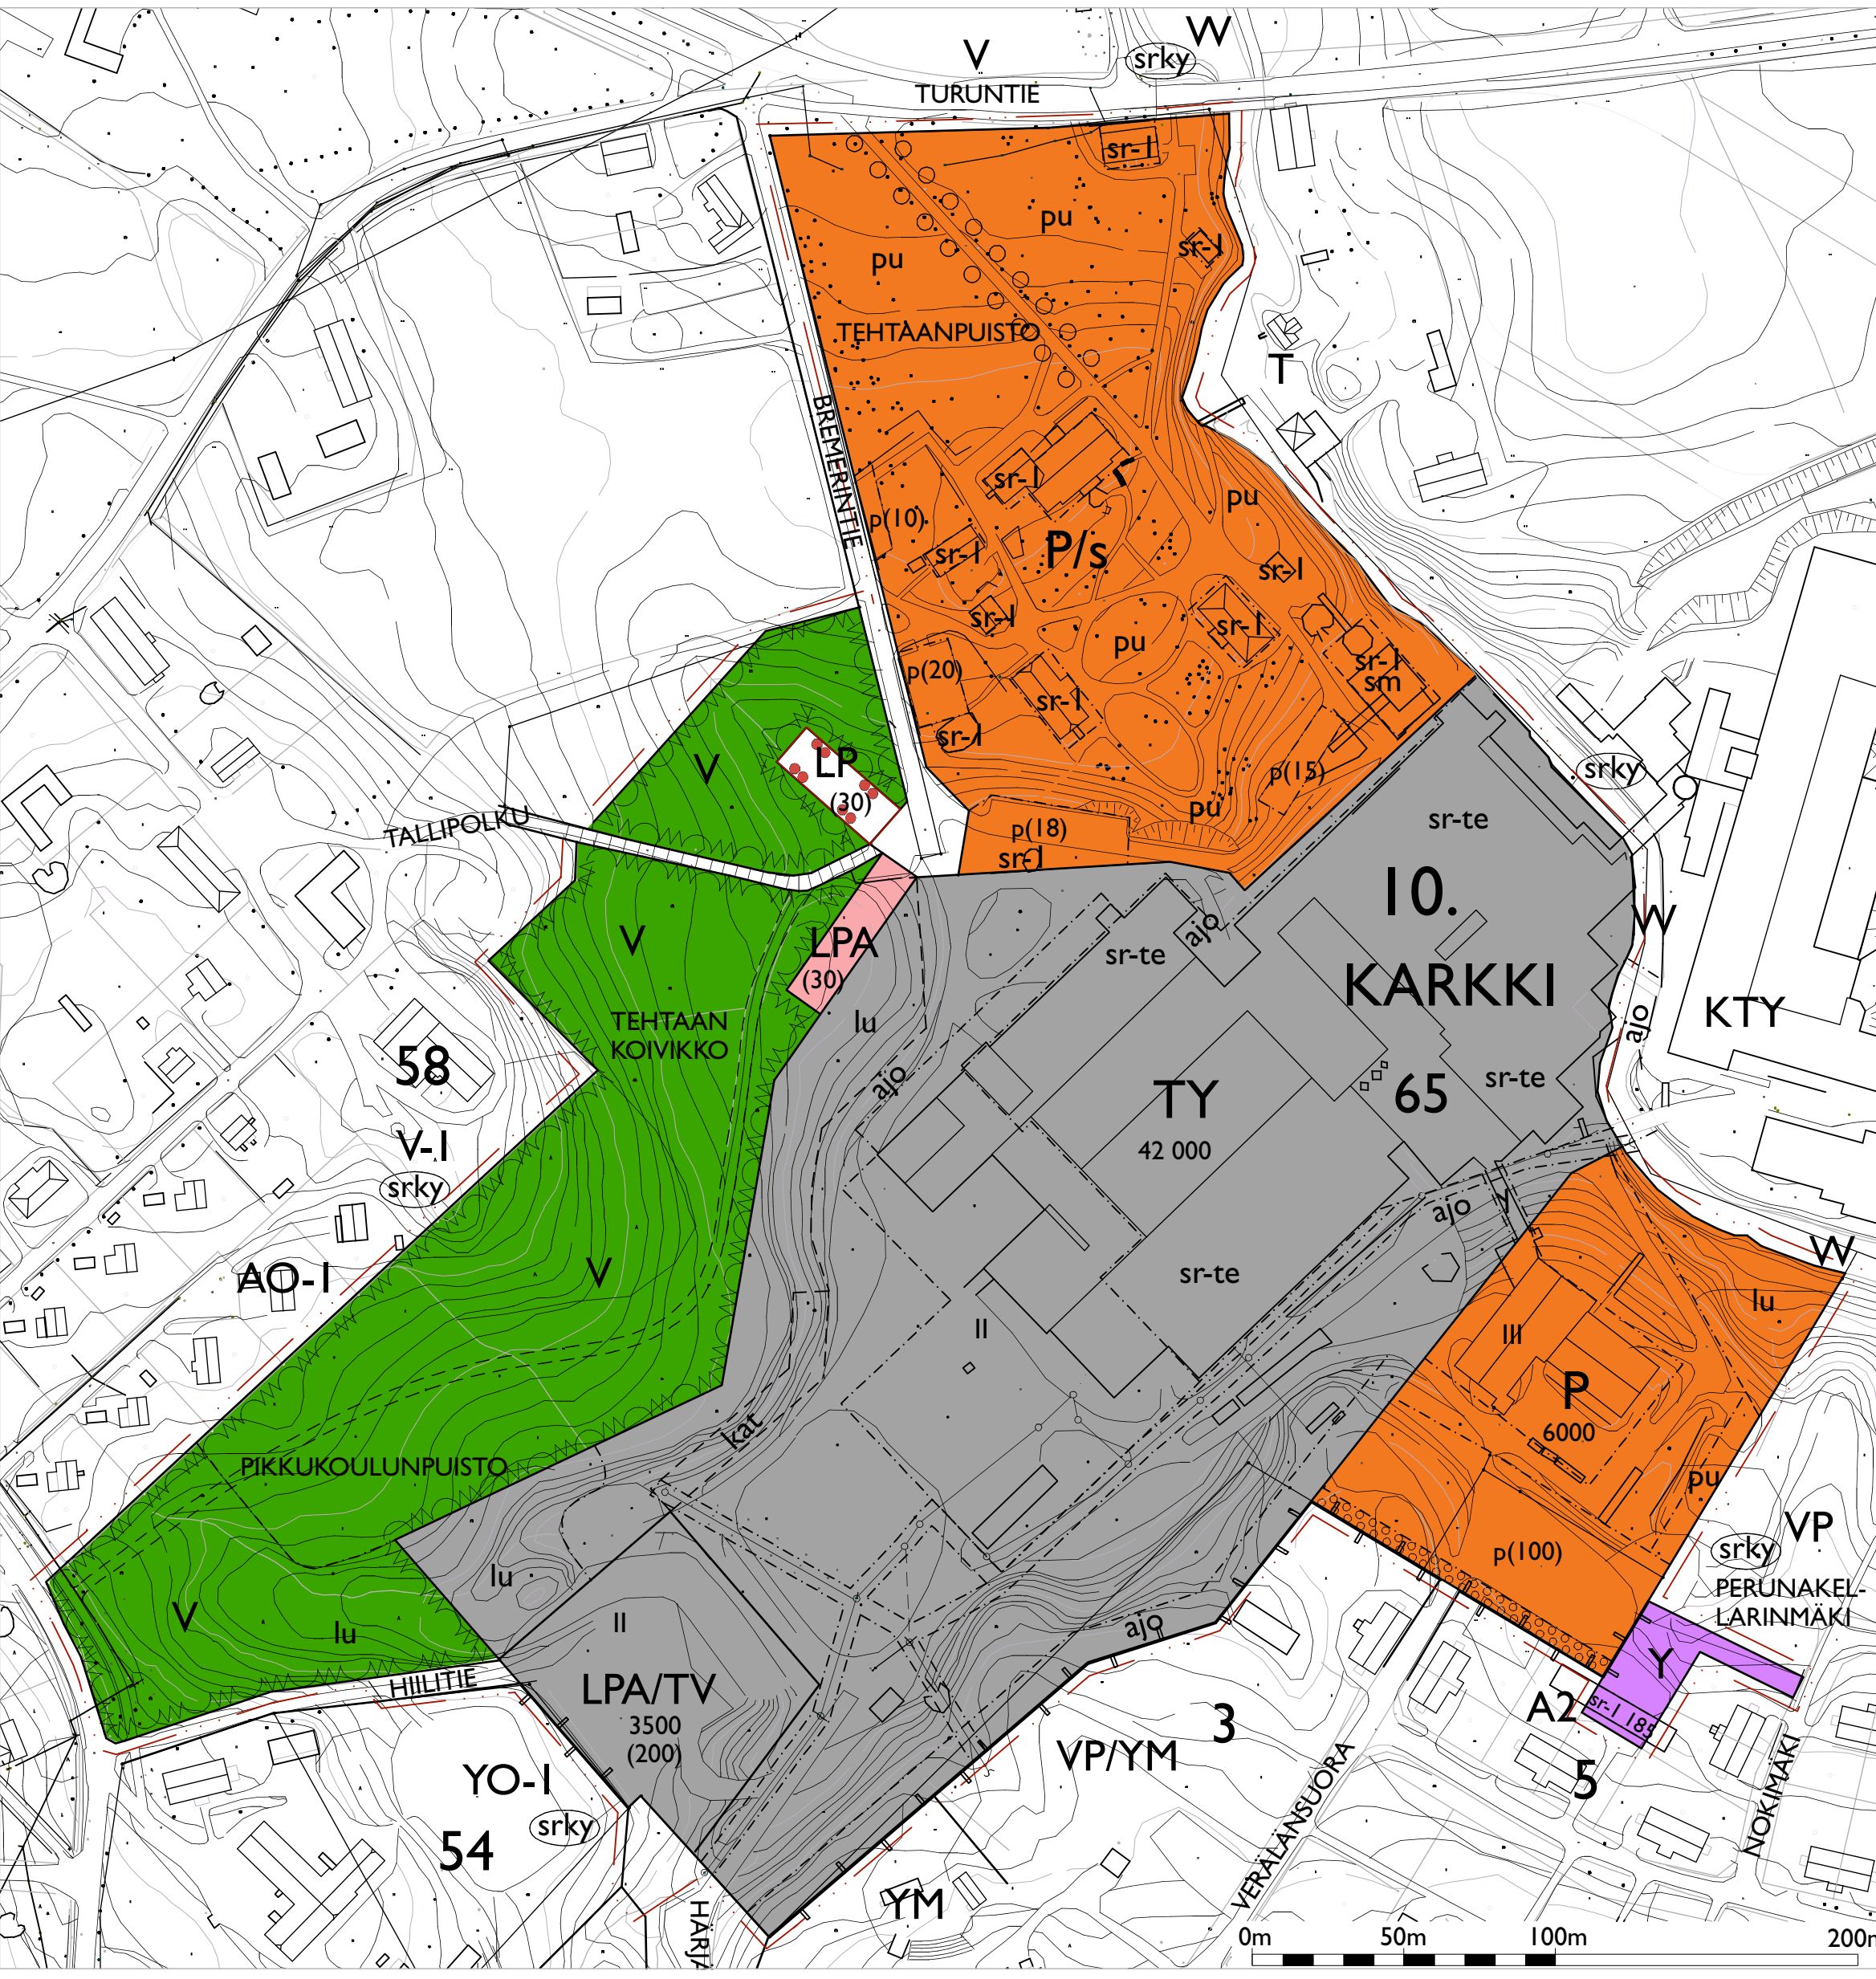 W
V
srky
TURUNTIE
sr-1
pu
sr-1
pu
TEHTAANPUISTO
T
BREMERINTIE
sr-1
pu
p(10)
sr-1
P/s
sr-1
sr-1
sr-1
pu
sr-1
sr-1
sm
p(20)
sr-1
sr-1
V
LP
(30)
srky
p(15)
pu
TALLIPOLKU
p(18)
sr-1
sr-te
10.
W
V
LPA
(30)
sr-te
ajo
KARKKI
KTY
ajo
TEHTAAN
KOIVIKKO
lu
58
ajo
TY
42 000
65
sr-te
V-1
srky
ajo
y
AO-1
V
sr-te
W
lu
II
III
P
6000
kat
PIKKUKOULUNPUISTO
pu
VP
srky
p(100)
lu
PERUNAKEL-
LARINMÄKI
V
lu
II
ajo
Y
HIILITIE
LPA/TV
3500
(200)
A2
sr-1 185
3
VP/YM
YO-1
5
srky
54
VERÄLÄNSUORA
NOKIMÄKI
YM
HÄRJÄ
0m
50m
100m
200m